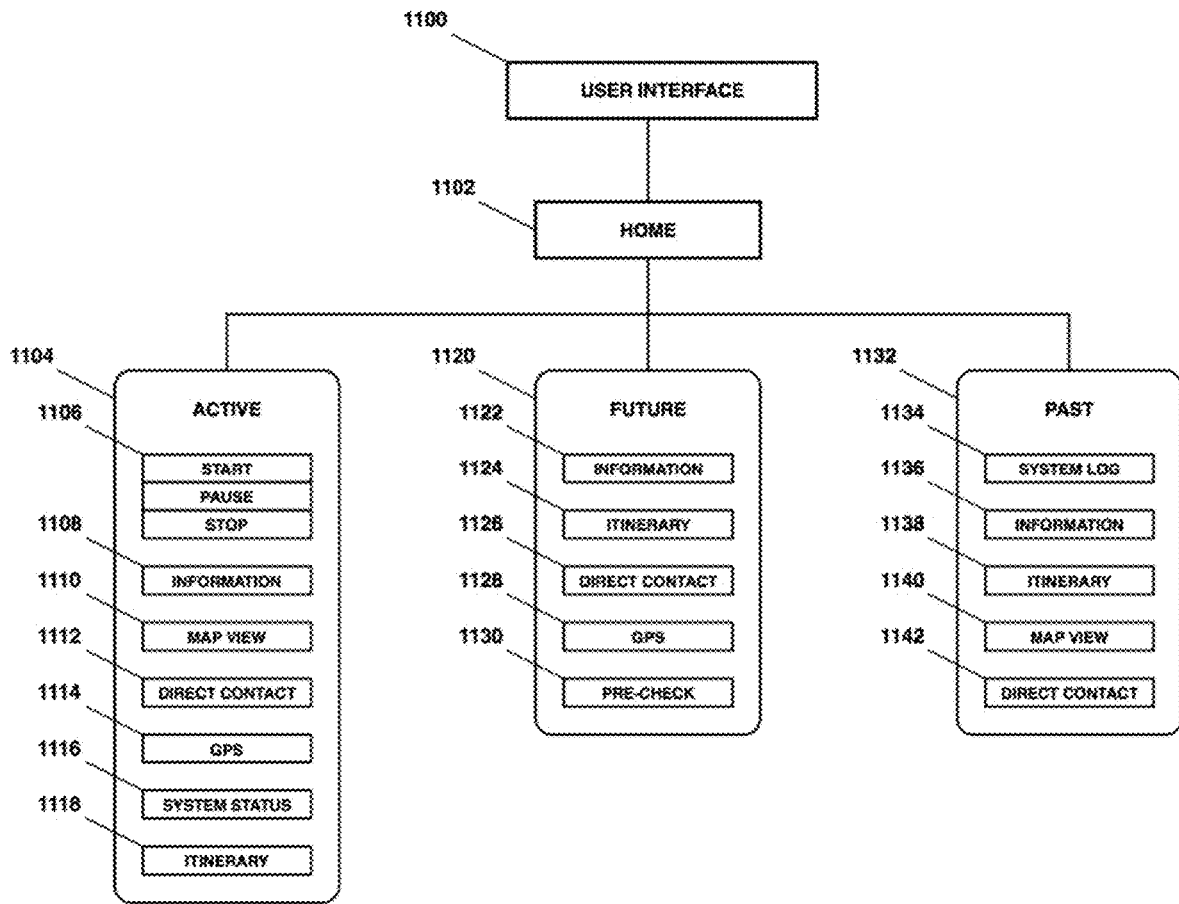 1100
USER INTERFACE
1102
HOME
1104
ACTIVE
1106
START
PAUSE
STOP
1108
INFORMATION
1110
MAP VIEW
1112
DIRECT CONTACT
1114
GPS
1116
SYSTEM STATUS
1118
ITINERARY
1120
FUTURE
1122
INFORMATION
1124
ITINERARY
1126
DIRECT CONTACT
1128
GPS
1130
PRE-CHECK
1132
PAST
1134
SYSTEM LOG
1136
INFORMATION
1138
ITINERARY
1140
MAP VIEW
1142
DIRECT CONTACT